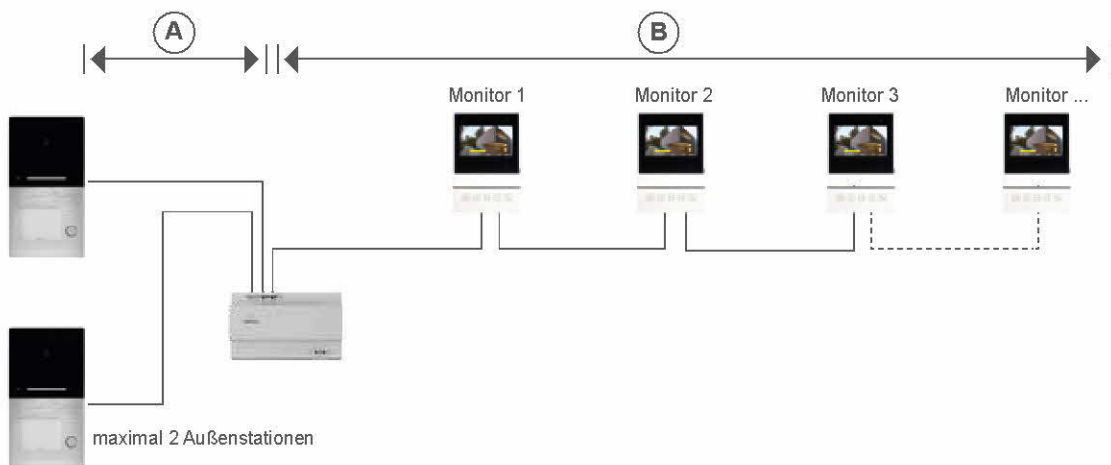 A
B
Monitor 1
Monitor 2
Monitor 3
Monitor ...
maximal 2 Außenstationen